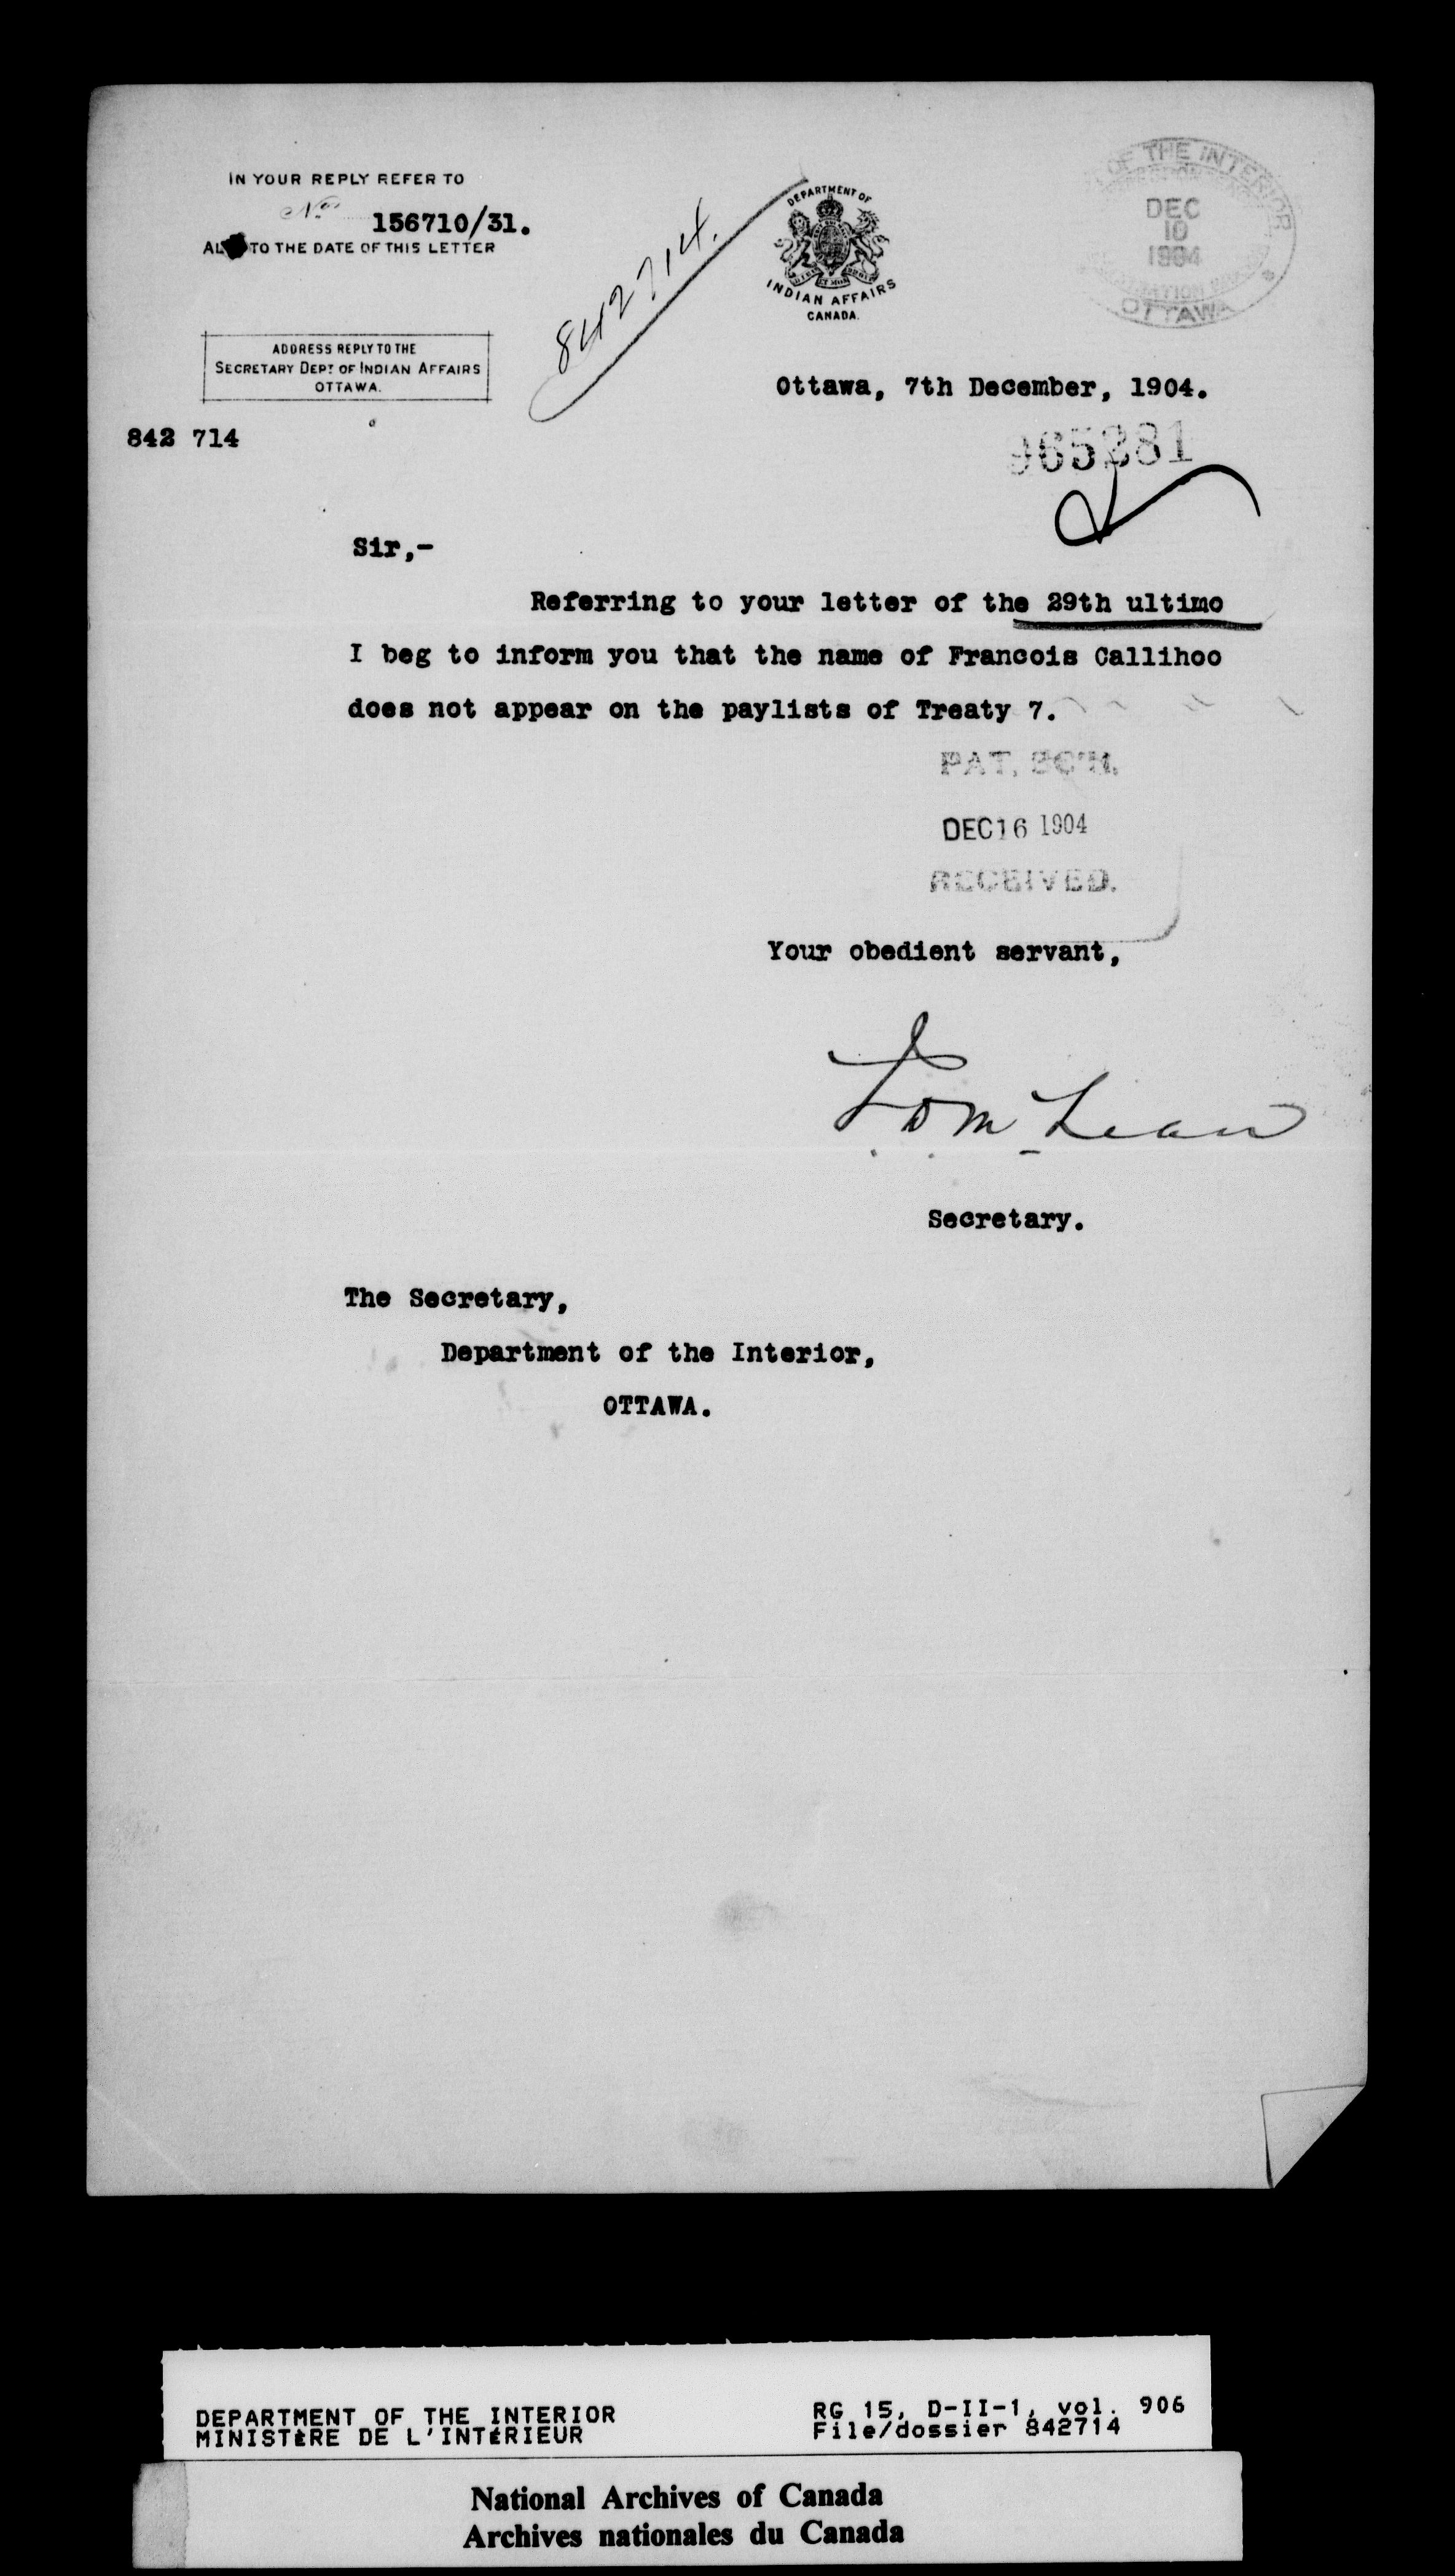 IN YOUR REPLY REFER TO
No. 156710/31.
AL TO THE DATE OF THIS LETTER
ADDRESS REPLY TO THE
SECRETARY DEPT OF INDIAN AFFAIRS
OTTAWA.
842714.
DEPARTMENT OF
INDIAN AFFAIRS
CANADA.
OF THE INTERIOR
DEC
10
1904
OTTAWA
Ottawa, 7th December, 1904.
842 714
965281
Sir,-
Referring to your letter of the 29th ultimo
I beg to inform you that the name of Francois Callihoo
does not appear on the paylists of Treaty 7.
PAT. BC'H.
DEC 16 1904
RECEIVED.
Your obedient servant,
Secretary.
The Secretary,
Department of the Interior,
OTTAWA.
DEPARTMENT OF THE INTERIOR
MINISTÈRE DE L'INTÉRIEUR
RG 15, D-II-1, vol. 906
File/dossier 842714
National Archives of Canada
Archives nationales du Canada